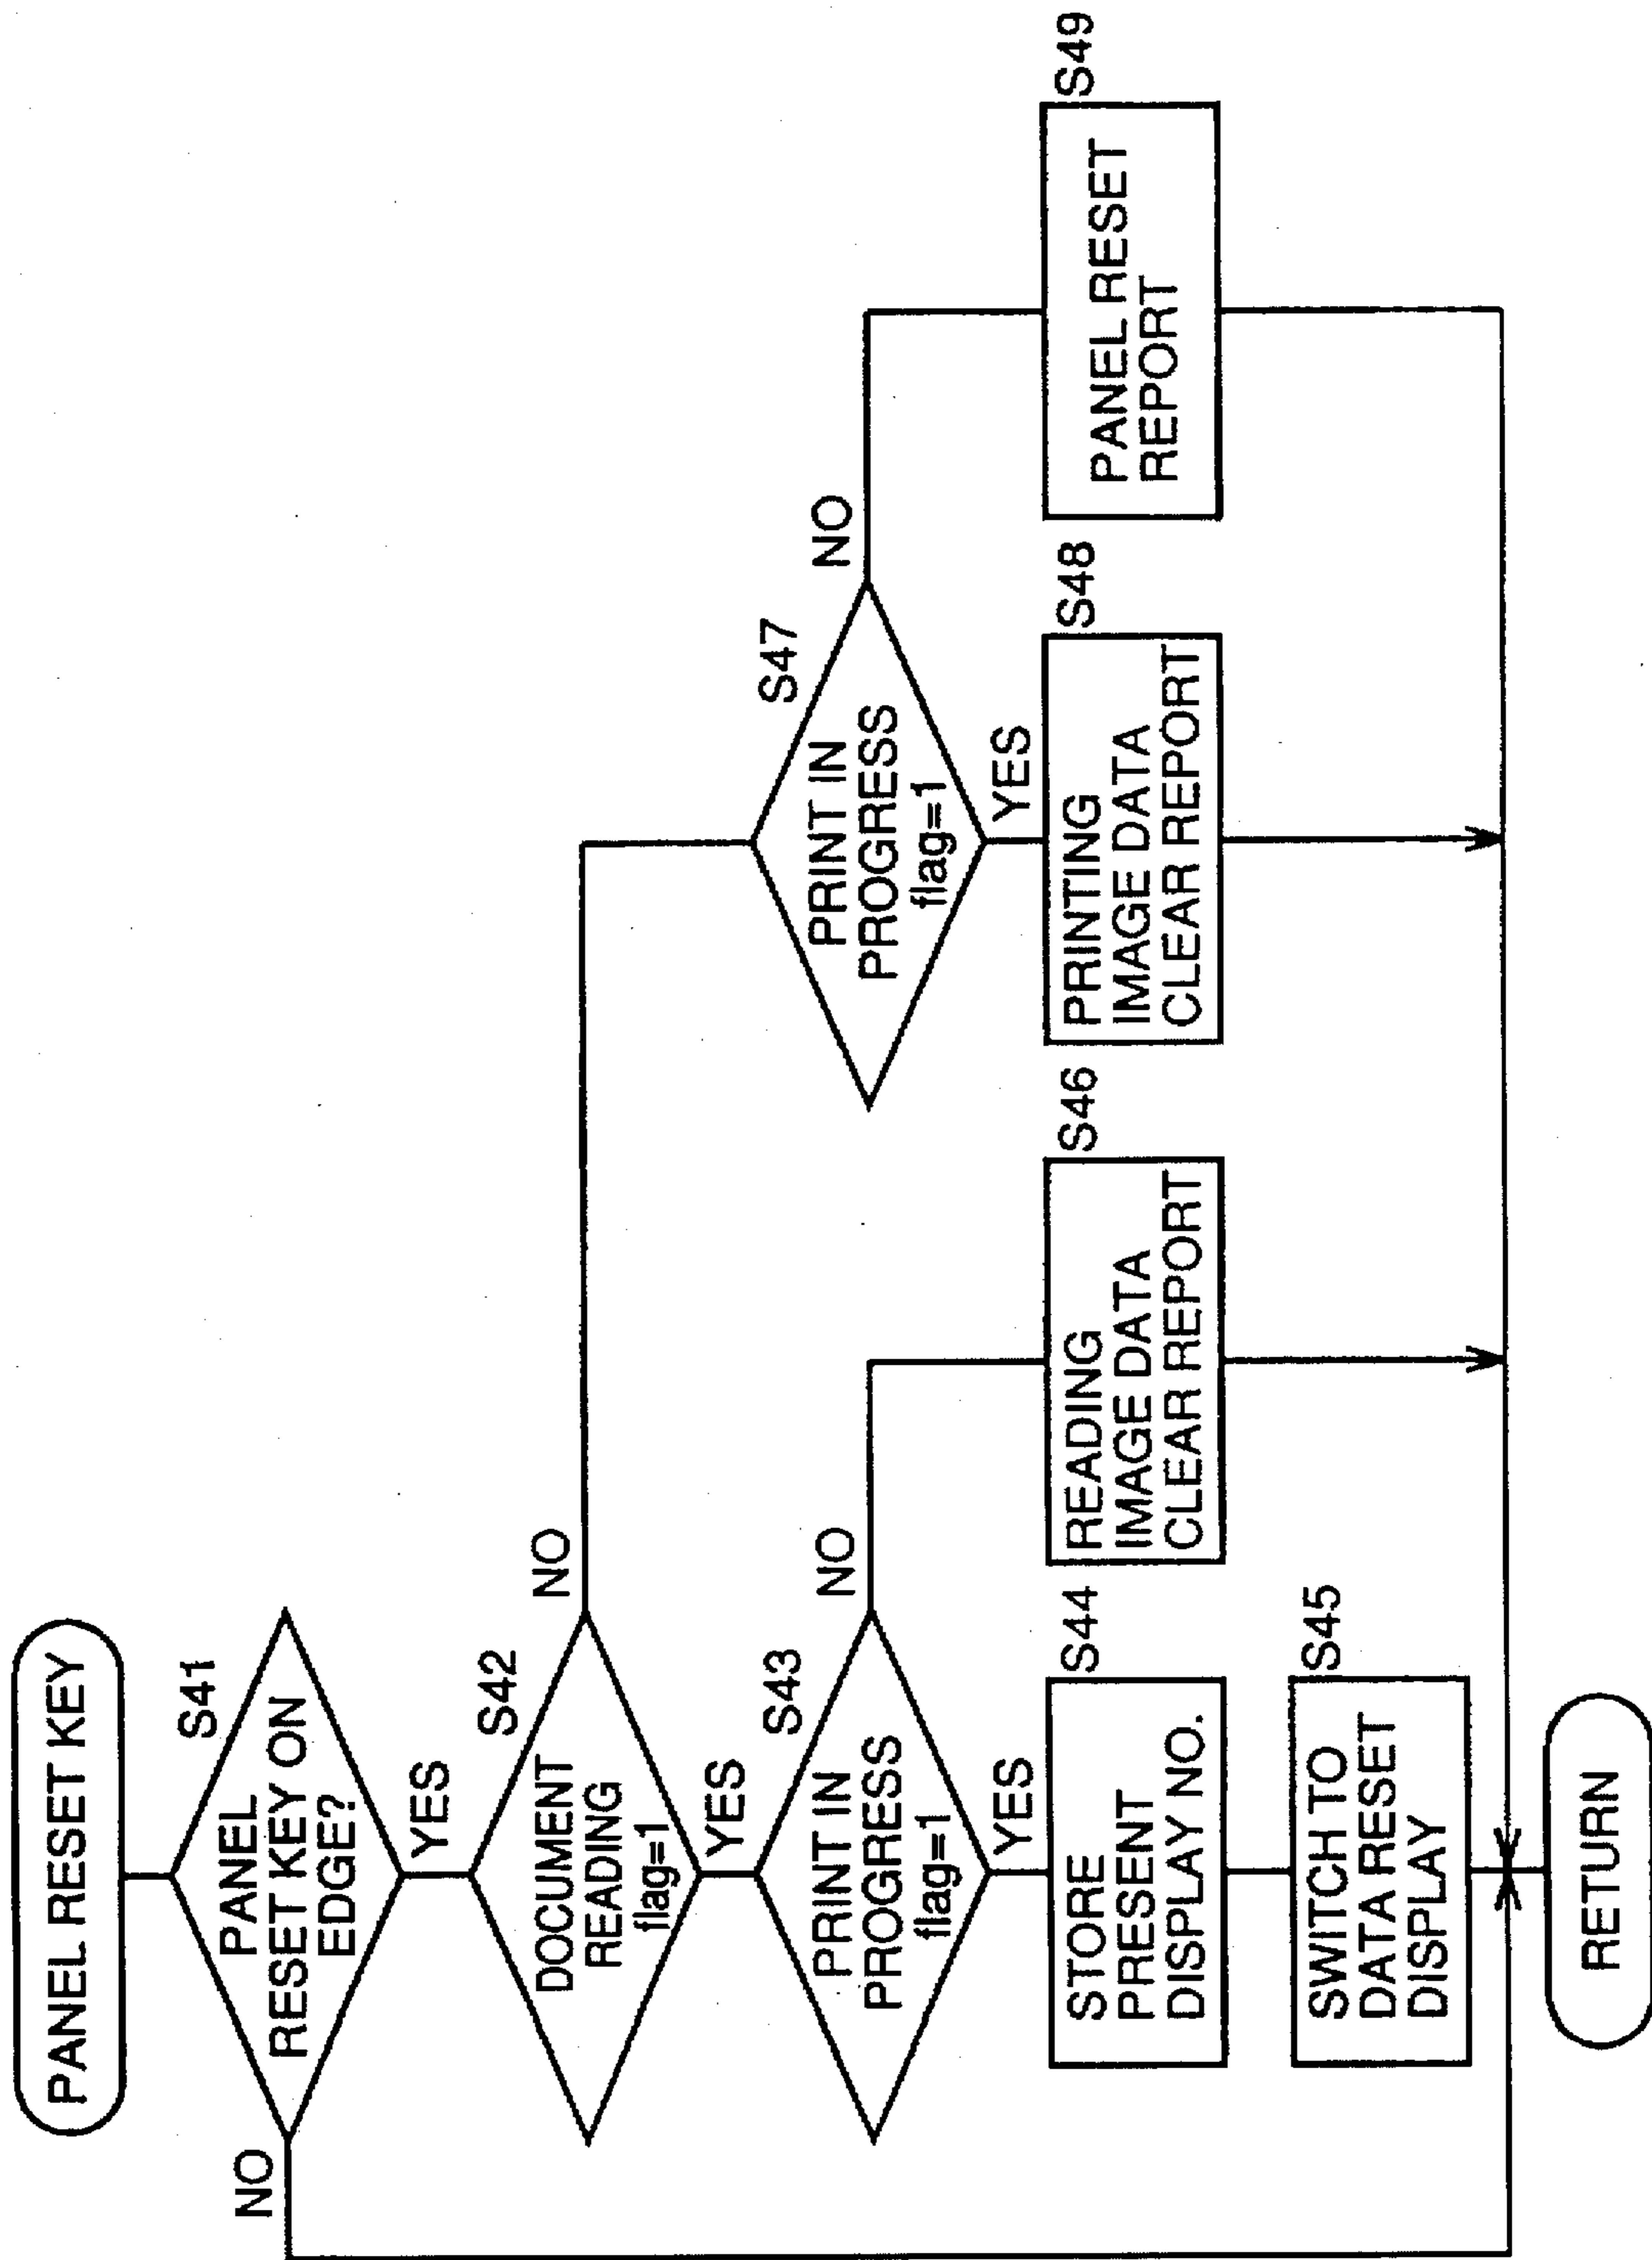 PANEL RESET KEY
S41
PANEL
RESET KEY ON
EDGE?
NO
YES
S42
DOCUMENT
READING
flag=1
NO
YES
S43
PRINT IN
PROGRESS
flag=1
NO
YES
S44
STORE
PRESENT
DISPLAY NO.
S45
SWITCH TO
DATA RESET
DISPLAY
S46
READING
IMAGE DATA
CLEAR REPORT
S47
PRINT IN
PROGRESS
flag=1
NO
YES
S48
PRINTING
IMAGE DATA
CLEAR REPORT
S49
PANEL RESET
REPORT
RETURN